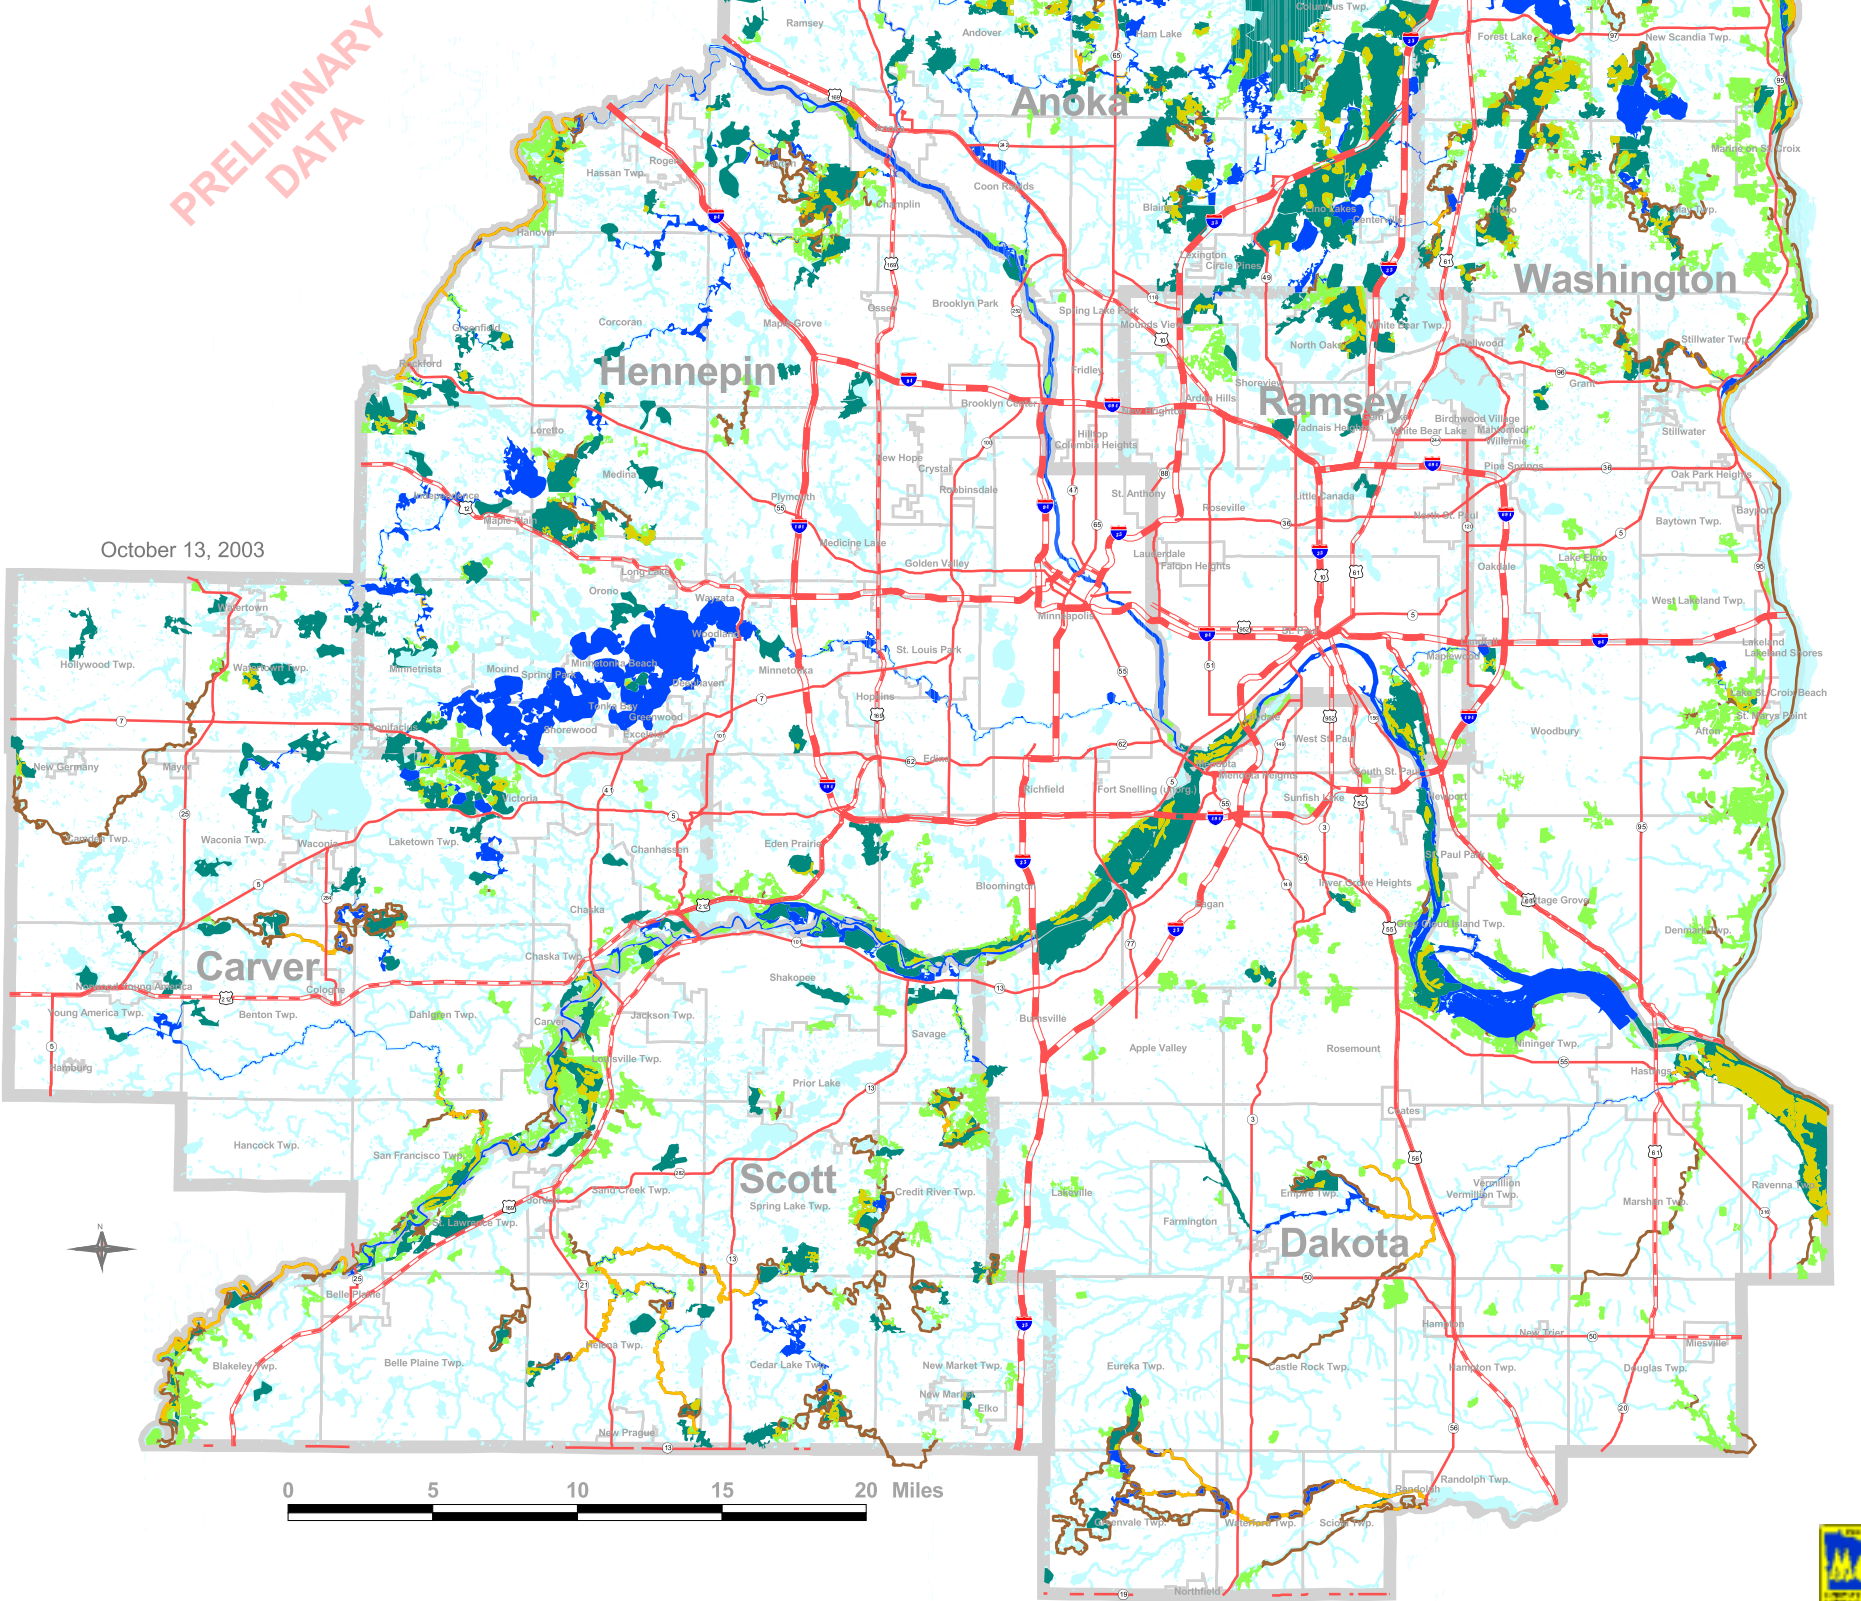 PRELIMINARY
DATA
October 13, 2003
Columbus Twp.
Ramsey
Andover
Ham Lake
Forest Lake
New Scandia Twp.
Anoka
Rogers
Hassan Twp.
Coon Rapids
Champlin
Blaine
Lino Lakes
Centerville
Hugo
May Twp.
Marine on St. Croix
Hanover
Lexington
Circle Pines
Washington
Brooklyn Park
Osseo
Spring Lake Park
Mounds View
Maple Grove
Corcoran
Greenfield
White Bear Twp.
North Oaks
Dellwood
Stillwater Twp.
Rockford
Hennepin
Fridley
Shoreview
Grant
Brooklyn Center
New Brighton
Arden Hills
Ramsey
Birchwood Village
Vadnais Heights
White Bear Lake
Mahtomedi
Willernie
Stillwater
Loretto
Hilltop
Columbia Heights
New Hope
Crystal
Robbinsdale
Medina
Pine Springs
Oak Park Heights
Independence
Maple Plain
Plymouth
St. Anthony
Roseville
Little Canada
North St. Paul
Baytown Twp.
Bayport
Medicine Lake
Lauderdale
Falcon Heights
Golden Valley
Long Lake
Orono
Wayzata
Oakdale
Lake Elmo
West Lakeland Twp.
Watertown
Minneapolis
St. Paul
Woodland
Landfall
Maplewood
Lakeland
Lakeland Shores
Hollywood Twp.
Watertown Twp.
Minnetrista
Mound
Spring Park
Minnetonka Beach
Deephaven
Minnetonka
St. Louis Park
Hopkins
Tonka Bay
Greenwood
Shorewood
Excelsior
St. Bonifacius
Lake St. Croix Beach
St. Marys Point
Afton
Woodbury
West St. Paul
Lilydale
Mendota
Mendota Heights
South St. Paul
New Germany
Mayer
Edina
Richfield
Fort Snelling (unorg.)
Sunfish Lake
Newport
Victoria
Camden Twp.
Waconia Twp.
Waconia
Laketown Twp.
Chanhassen
Eden Prairie
Bloomington
Eagan
St. Paul Park
Inver Grove Heights
Cottage Grove
Grey Cloud Island Twp.
Denmark Twp.
Chaska
Chaska Twp.
Carver
Cologne
Norwood Young America
Young America Twp.
Benton Twp.
Dahlgren Twp.
Carver
Jackson Twp.
Shakopee
Savage
Burnsville
Apple Valley
Rosemount
Nininger Twp.
Hastings
Hamburg
Louisville Twp.
Prior Lake
Coates
Hancock Twp.
San Francisco Twp.
Scott
Sand Creek Twp.
Jordan
Spring Lake Twp.
Credit River Twp.
Lakeville
Farmington
Empire Twp.
Vermillion
Vermillion Twp.
Marshan Twp.
Ravenna Twp.
St. Lawrence Twp.
Dakota
Belle Plaine
Blakeley Twp.
Belle Plaine Twp.
Helena Twp.
Cedar Lake Twp.
New Market Twp.
New Market
Elko
New Prague
Eureka Twp.
Castle Rock Twp.
Hampton
Hampton Twp.
New Trier
Miesville
Douglas Twp.
Randolph Twp.
Randolph
Greenvale Twp.
Waterford Twp.
Sciota Twp.
Northfield
N
0 5 10 15 20 Miles